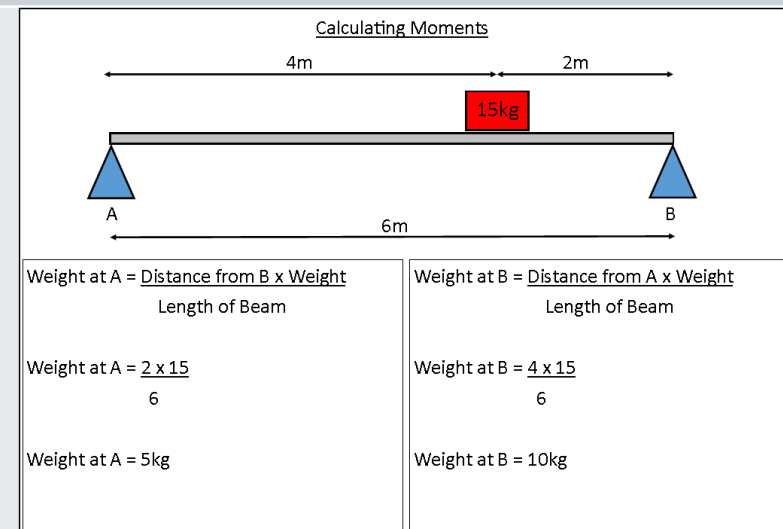 Calculating Moments
4m 2m
15kg
A B
6m
Weight at A = Distance from B x Weight
Length of Beam
Weight at A = 2 x 15
6
Weight at A = 5kg
Weight at B = Distance from A x Weight
Length of Beam
Weight at B = 4 x 15
6
Weight at B = 10kg